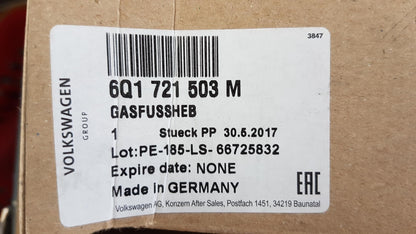 3847
VOLKSWAGEN
GROUP
6Q1 721 503 M
GASFUSSHEB
1 Stueck PP 30.5.2017
Lot:PE-185-LS- 66725832
Expire date: NONE
Made in GERMANY
EAC
Volkswagen AG, Konzern After Sales, Postfach 1451, 34219 Baunatal